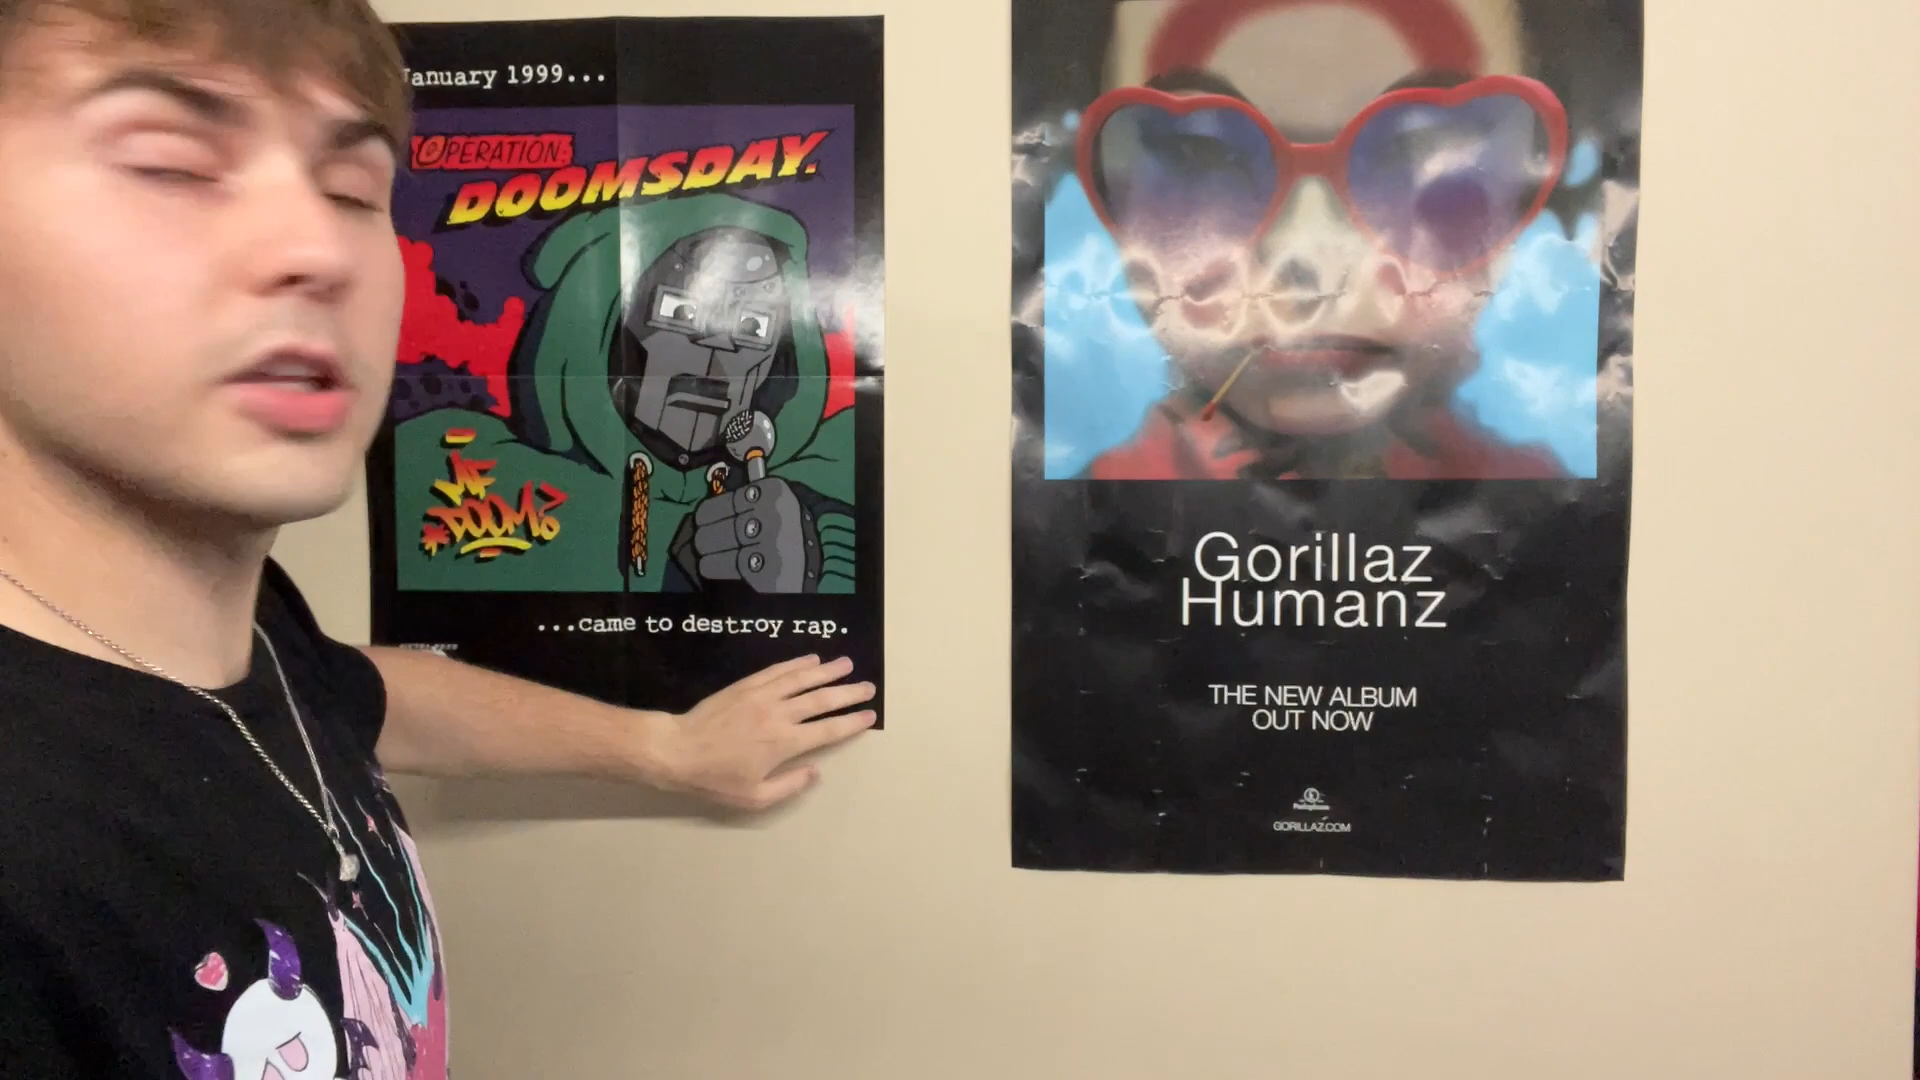 January 1999...
OPERATION:
DOOMSDAY.
MF
DOOM?
...came to destroy rap.
Gorillaz
Humanz
THE NEW ALBUM
OUT NOW
Parlophone
GORILLAZ.COM